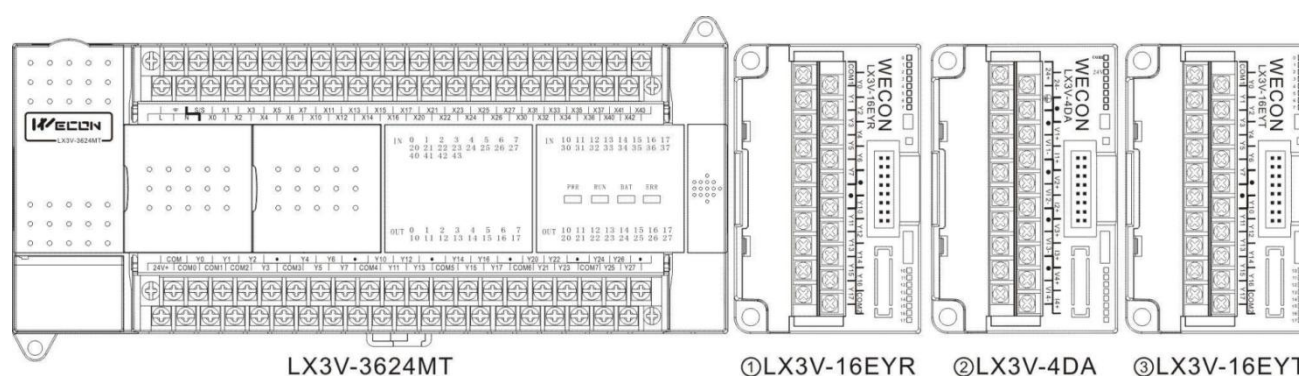 WECON
LX3V-3624MT
L | ⏚ | N | S/S | X0 | X1 | X2 | X3 | X4 | X5 | X6 | X7 | X10 | X11 | X12 | X13 | X14 | X15 | X16 | X17 | X20 | X21 | X22 | X23 | X24 | X25 | X26 | X27 | X30 | X31 | X32 | X33 | X34 | X35 | X36 | X37 | X40 | X41 | X42 | X43
IN 0 1 2 3 4 5 6 7
20 21 22 23 24 25 26 27
40 41 42 43
IN 10 11 12 13 14 15 16 17
30 31 32 33 34 35 36 37
PRE RUN BAT ERR
OUT 0 1 2 3 4 5 6 7
10 11 12 13 14 15 16 17
OUT 10 11 12 13 14 15 16 17
20 21 22 23 24 25 26 27
COM | Y0 | Y1 | Y2 | • | Y4 | Y6 | • | Y10 | Y12 | • | Y14 | Y16 | • | Y20 | Y22 | • | Y24 | Y26 | •
24V+ | COM0 | COM1 | COM2 | Y3 | COM3 | Y5 | Y7 | COM4 | Y11 | Y13 | COM5 | Y15 | Y17 | COM6 | Y21 | Y23 | COM7 | Y25 | Y27
WECON
LX3V-16EYR
WECON
LX3V-4DA
24V
WECON
LX3V-16EYT
LX3V-3624MT
①LX3V-16EYR
②LX3V-4DA
③LX3V-16EYT